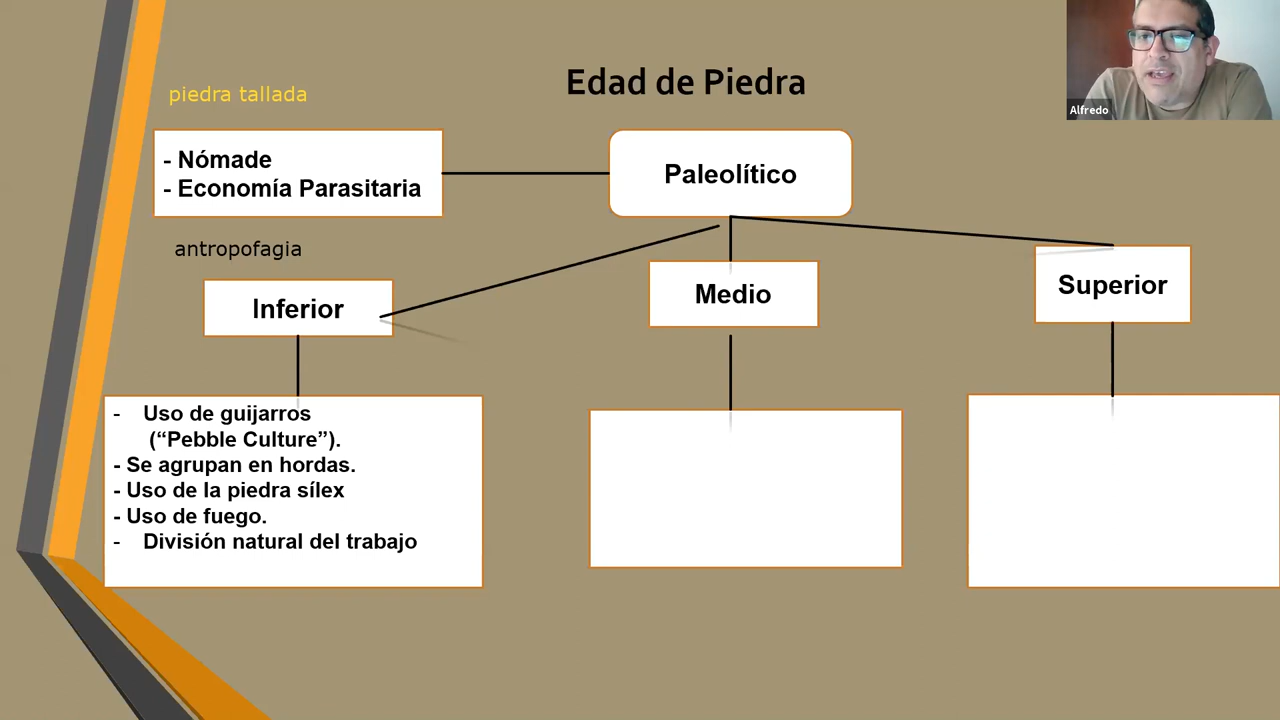 Edad de Piedra
Alfredo
piedra tallada
- Nómade
- Economía Parasitaria
Paleolítico
antropofagia
Inferior
Medio
Superior
- Uso de guijarros
(“Pebble Culture”).
- Se agrupan en hordas.
- Uso de la piedra sílex
- Uso de fuego.
- División natural del trabajo